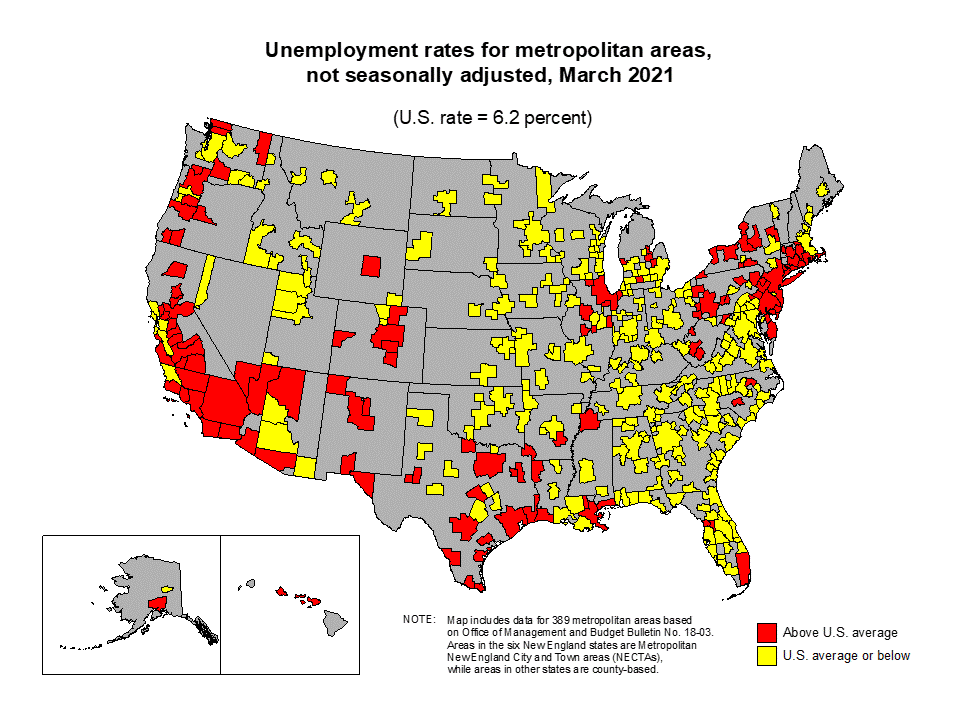 Unemployment rates for metropolitan areas,
not seasonally adjusted, March 2021
(U.S. rate = 6.2 percent)
NOTE: Map includes data for 389 metropolitan areas based
on Office of Management and Budget Bulletin No. 18-03.
Areas in the six New England states are Metropolitan
New England City and Town areas (NECTAs),
while areas in other states are county-based.
Above U.S. average
U.S. average or below